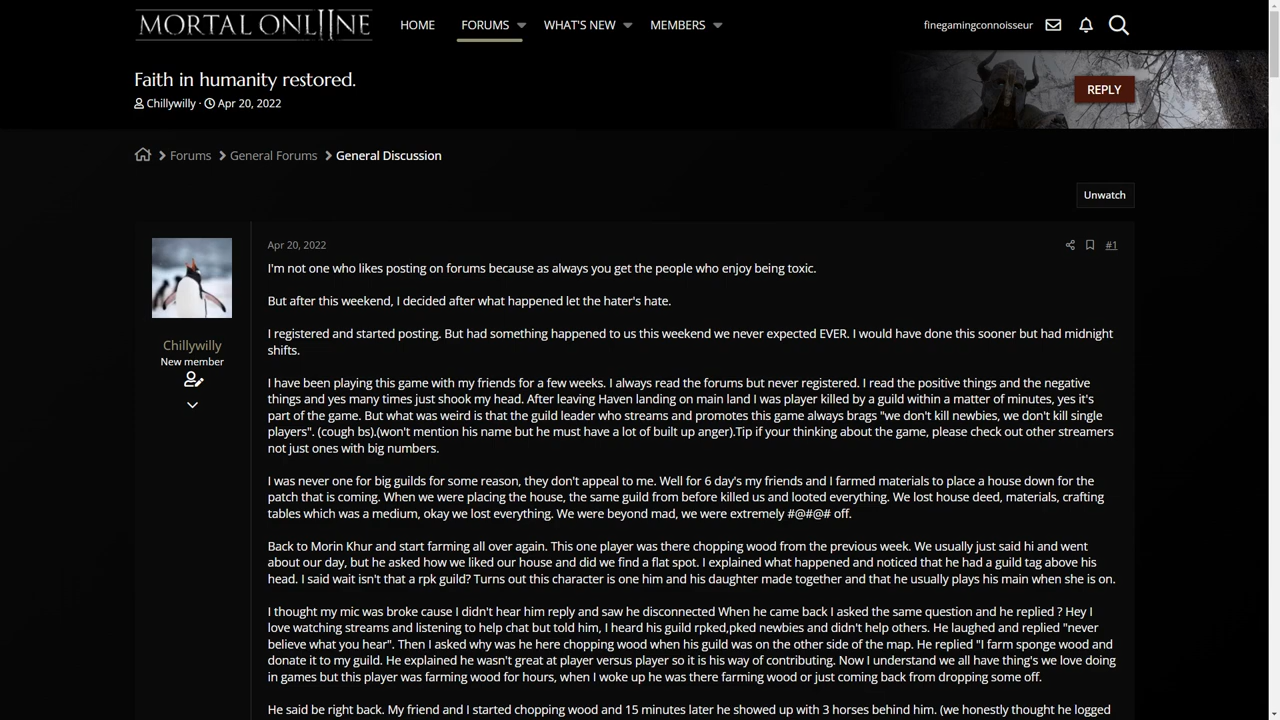 MORTAL ONLINE
HOME
FORUMS
WHAT'S NEW
MEMBERS
finegamingconnoisseur
Faith in humanity restored.
Chillywilly · Apr 20, 2022
REPLY
Forums
General Forums
General Discussion
Unwatch
Apr 20, 2022
#1
Chillywilly
New member
I'm not one who likes posting on forums because as always you get the people who enjoy being toxic.
But after this weekend, I decided after what happened let the hater's hate.
I registered and started posting. But had something happened to us this weekend we never expected EVER. I would have done this sooner but had midnight
shifts.
I have been playing this game with my friends for a few weeks. I always read the forums but never registered. I read the positive things and the negative
things and yes many times just shook my head. After leaving Haven landing on main land I was player killed by a guild within a matter of minutes, yes it's
part of the game. But what was weird is that the guild leader who streams and promotes this game always brags "we don't kill newbies, we don't kill single
players". (cough bs).(won't mention his name but he must have a lot of built up anger).Tip if your thinking about the game, please check out other streamers
not just ones with big numbers.
I was never one for big guilds for some reason, they don't appeal to me. Well for 6 day's my friends and I farmed materials to place a house down for the
patch that is coming. When we were placing the house, the same guild from before killed us and looted everything. We lost house deed, materials, crafting
tables which was a medium, okay we lost everything. We were beyond mad, we were extremely #@#@# off.
Back to Morin Khur and start farming all over again. This one player was there chopping wood from the previous week. We usually just said hi and went
about our day, but he asked how we liked our house and did we find a flat spot. I explained what happened and noticed that he had a guild tag above his
head. I said wait isn't that a rpk guild? Turns out this character is one him and his daughter made together and that he usually plays his main when she is on.
I thought my mic was broke cause I didn't hear him reply and saw he disconnected When he came back I asked the same question and he replied ? Hey I
love watching streams and listening to help chat but told him, I heard his guild rpked,pked newbies and didn't help others. He laughed and replied "never
believe what you hear". Then I asked why was he here chopping wood when his guild was on the other side of the map. He replied "I farm sponge wood and
donate it to my guild. He explained he wasn't great at player versus player so it is his way of contributing. Now I understand we all have thing's we love doing
in games but this player was farming wood for hours, when I woke up he was there farming wood or just coming back from dropping some off.
He said be right back. My friend and I started chopping wood and 15 minutes later he showed up with 3 horses behind him. (we honestly thought he logged